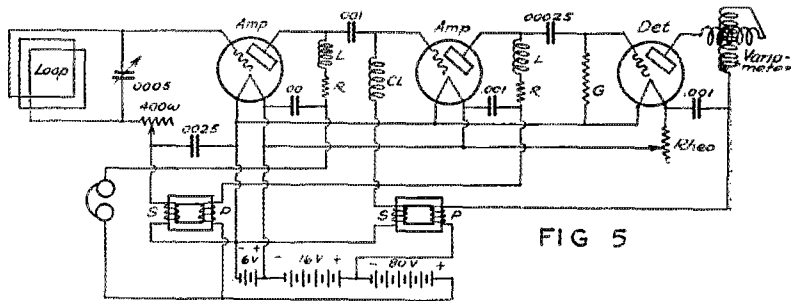 Amp
.001
Amp
.00025
Det
Loop
.0005
400ω
L
R
CL
L
R
G
Vario-
meter
.00
.001
.001
.0025
Rheo
S
P
S
P
FIG 5
- +
6V
-
16V
+
-
80V
+